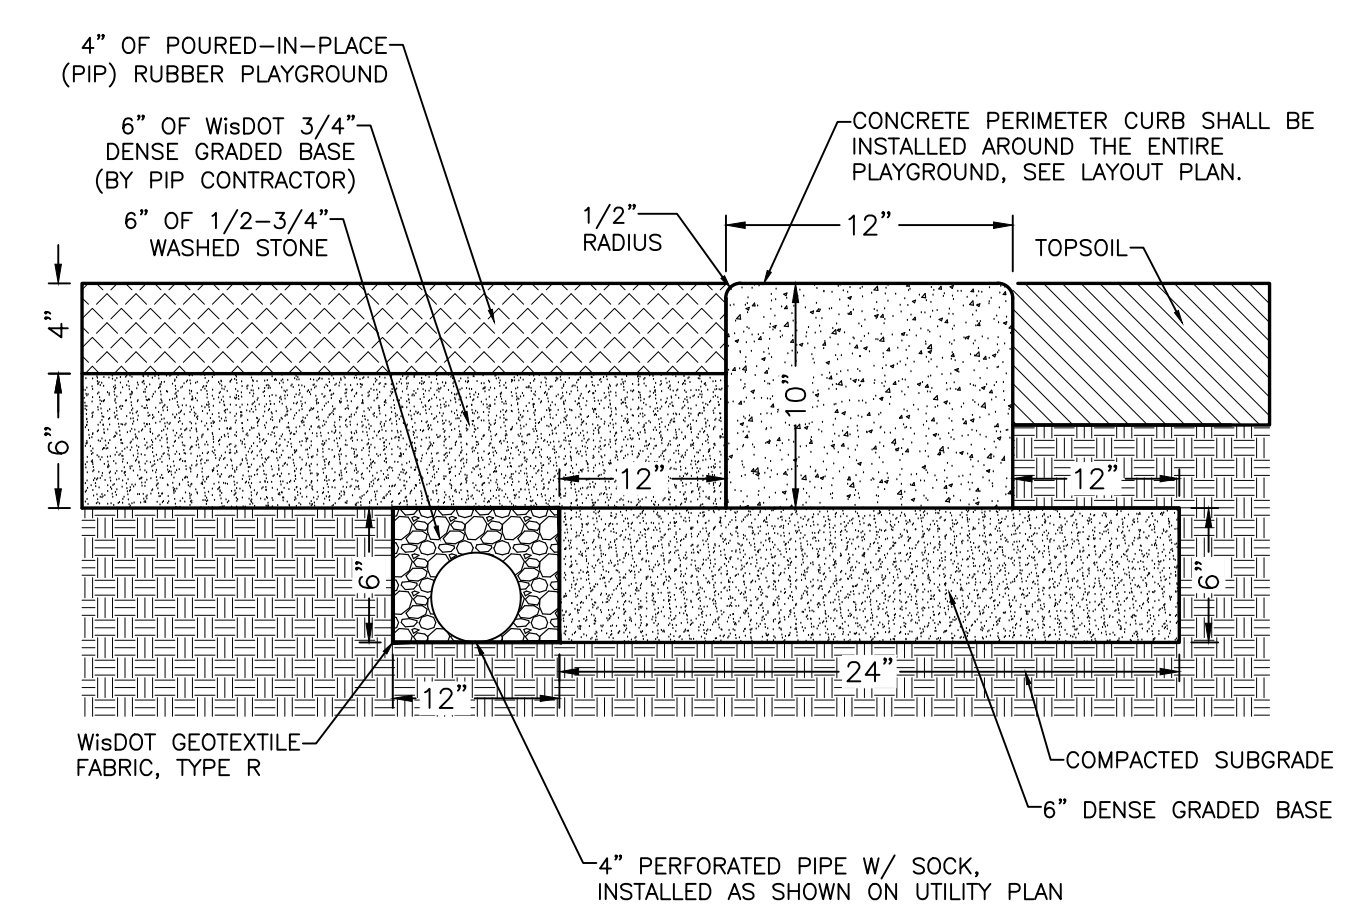 4” OF POURED-IN-PLACE
(PIP) RUBBER PLAYGROUND
6” OF WisDOT 3/4”
DENSE GRADED BASE
(BY PIP CONTRACTOR)
6” OF 1/2-3/4”
WASHED STONE
CONCRETE PERIMETER CURB SHALL BE
INSTALLED AROUND THE ENTIRE
PLAYGROUND, SEE LAYOUT PLAN.
1/2”
RADIUS
12”
TOPSOIL
4”
10”
6”
12”
12”
6”
6”
24”
12”
WisDOT GEOTEXTILE
FABRIC, TYPE R
COMPACTED SUBGRADE
6” DENSE GRADED BASE
4” PERFORATED PIPE W/ SOCK,
INSTALLED AS SHOWN ON UTILITY PLAN